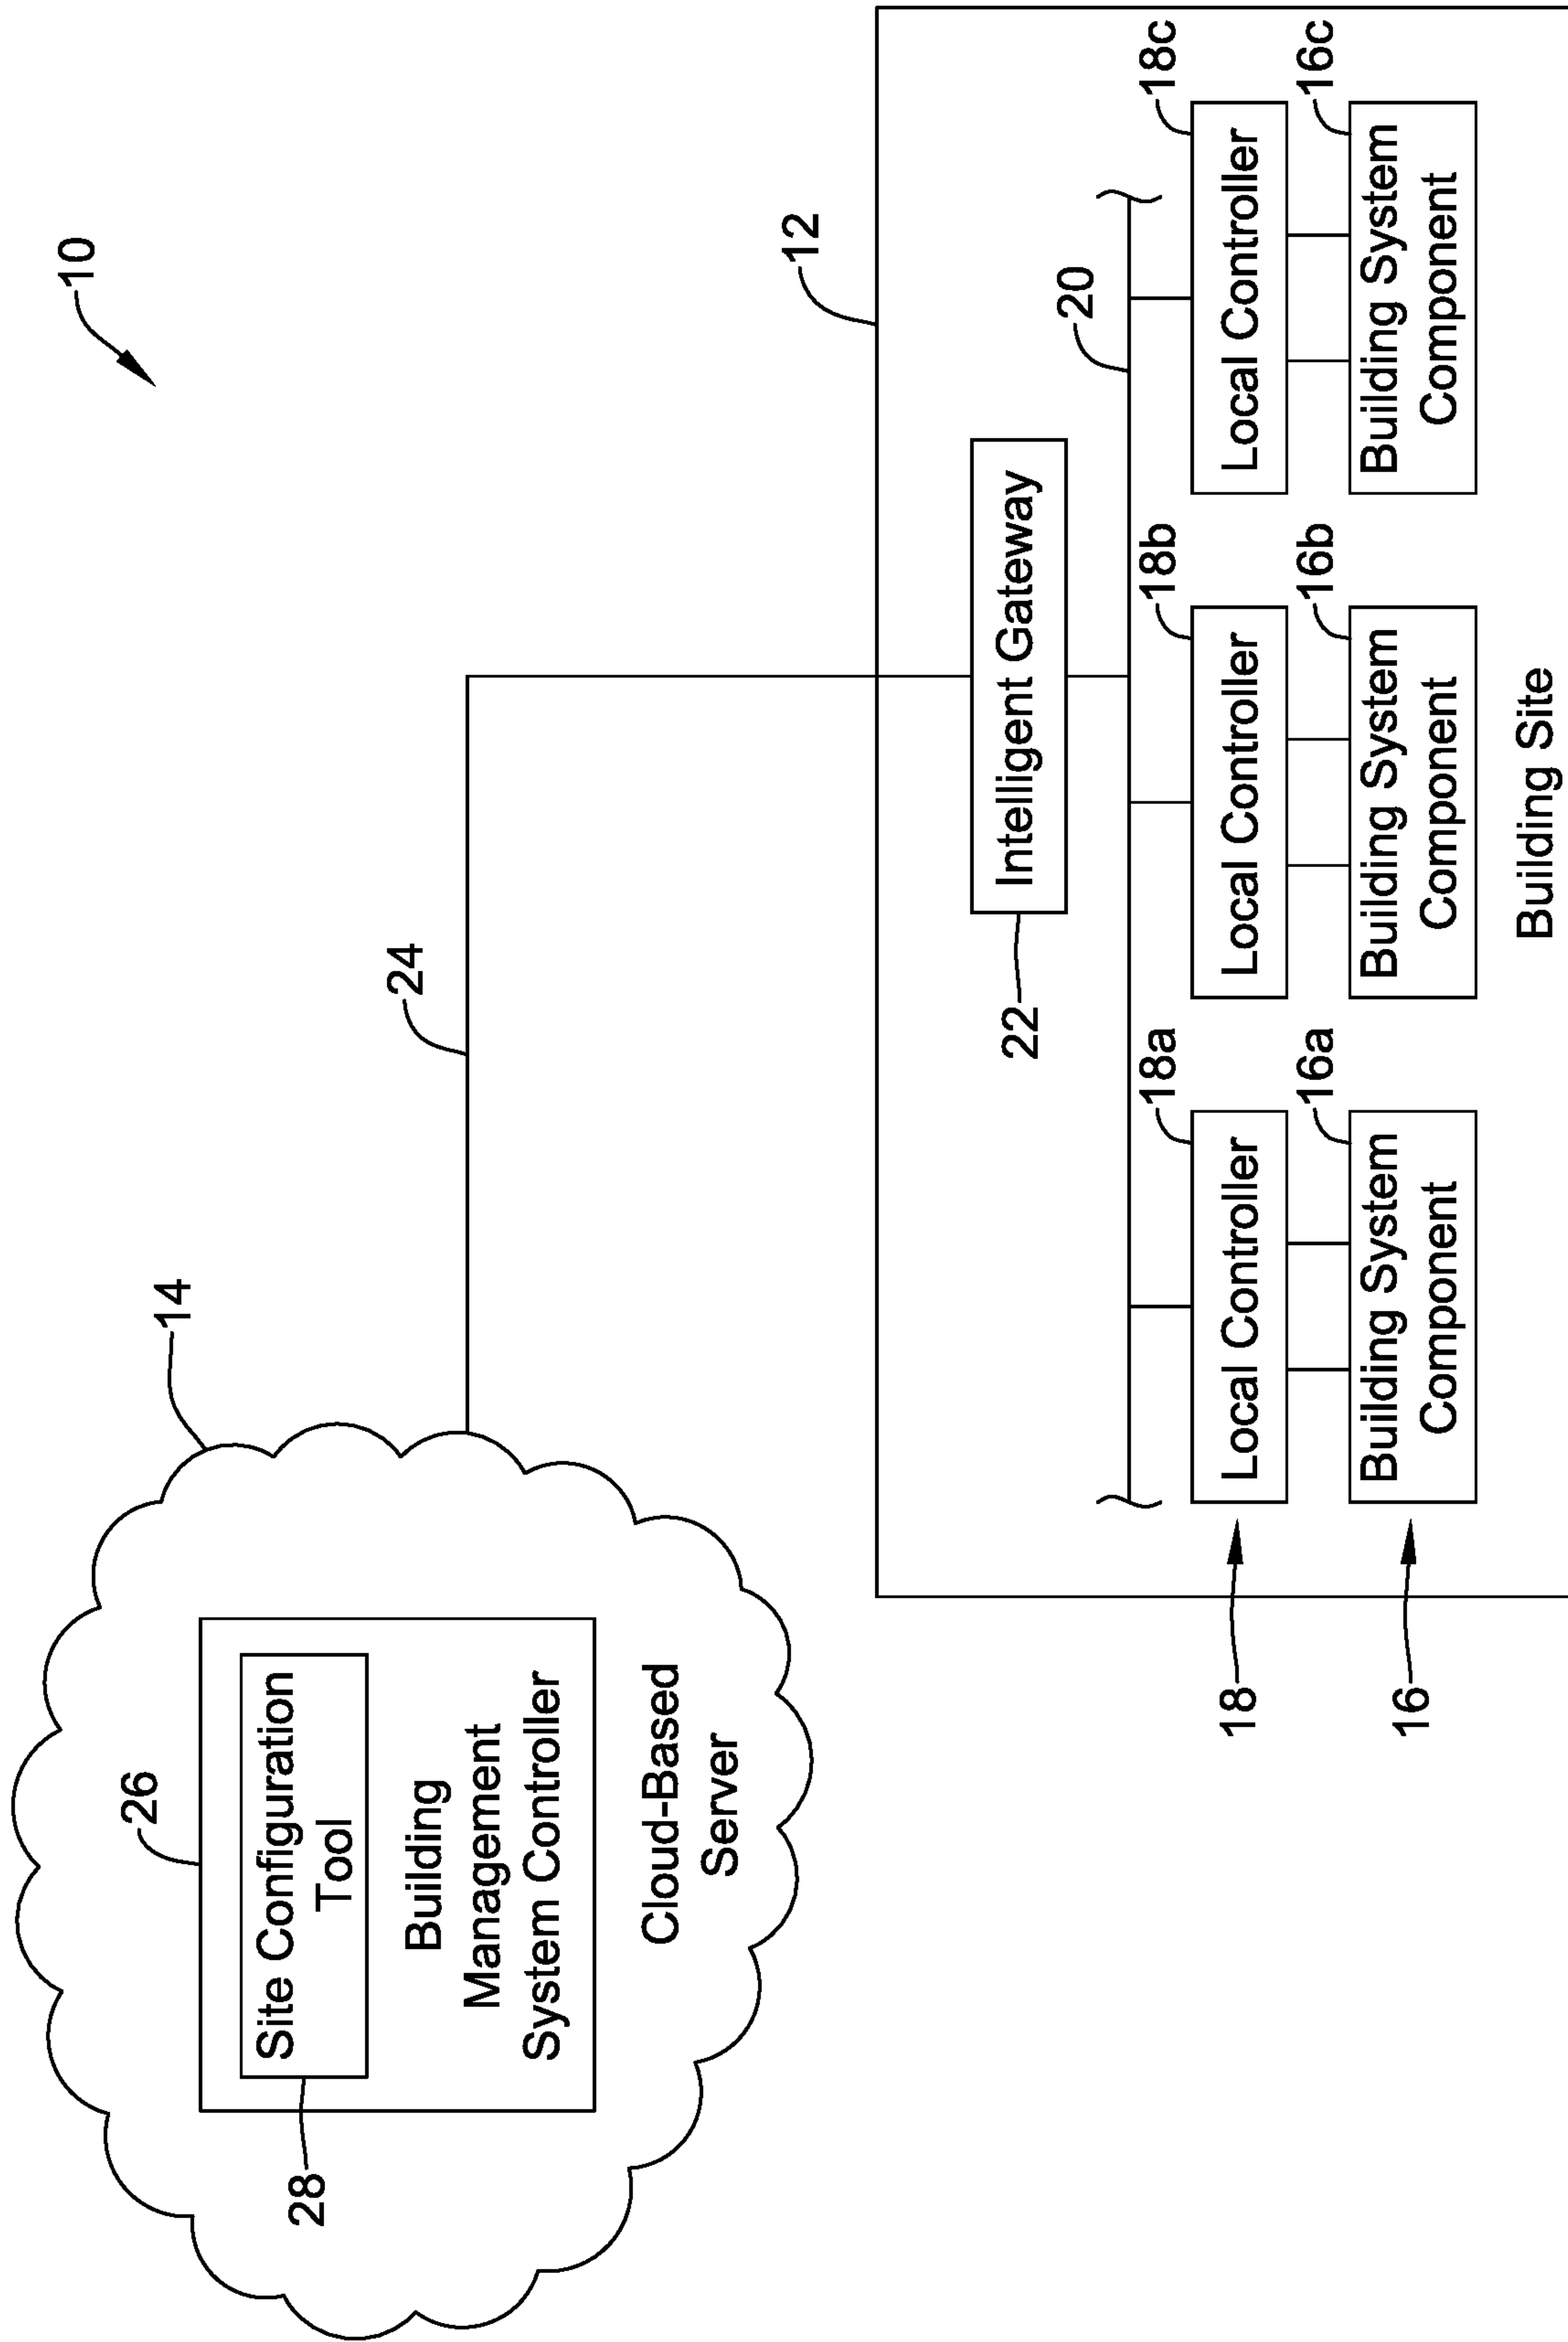 10
14
24
12
26
28
Site Configuration
Tool
Building
Management
System Controller
Cloud-Based
Server
22
Intelligent Gateway
20
18
18a
Local Controller
18b
Local Controller
18c
Local Controller
16
16a
Building System
Component
16b
Building System
Component
16c
Building System
Component
Building Site